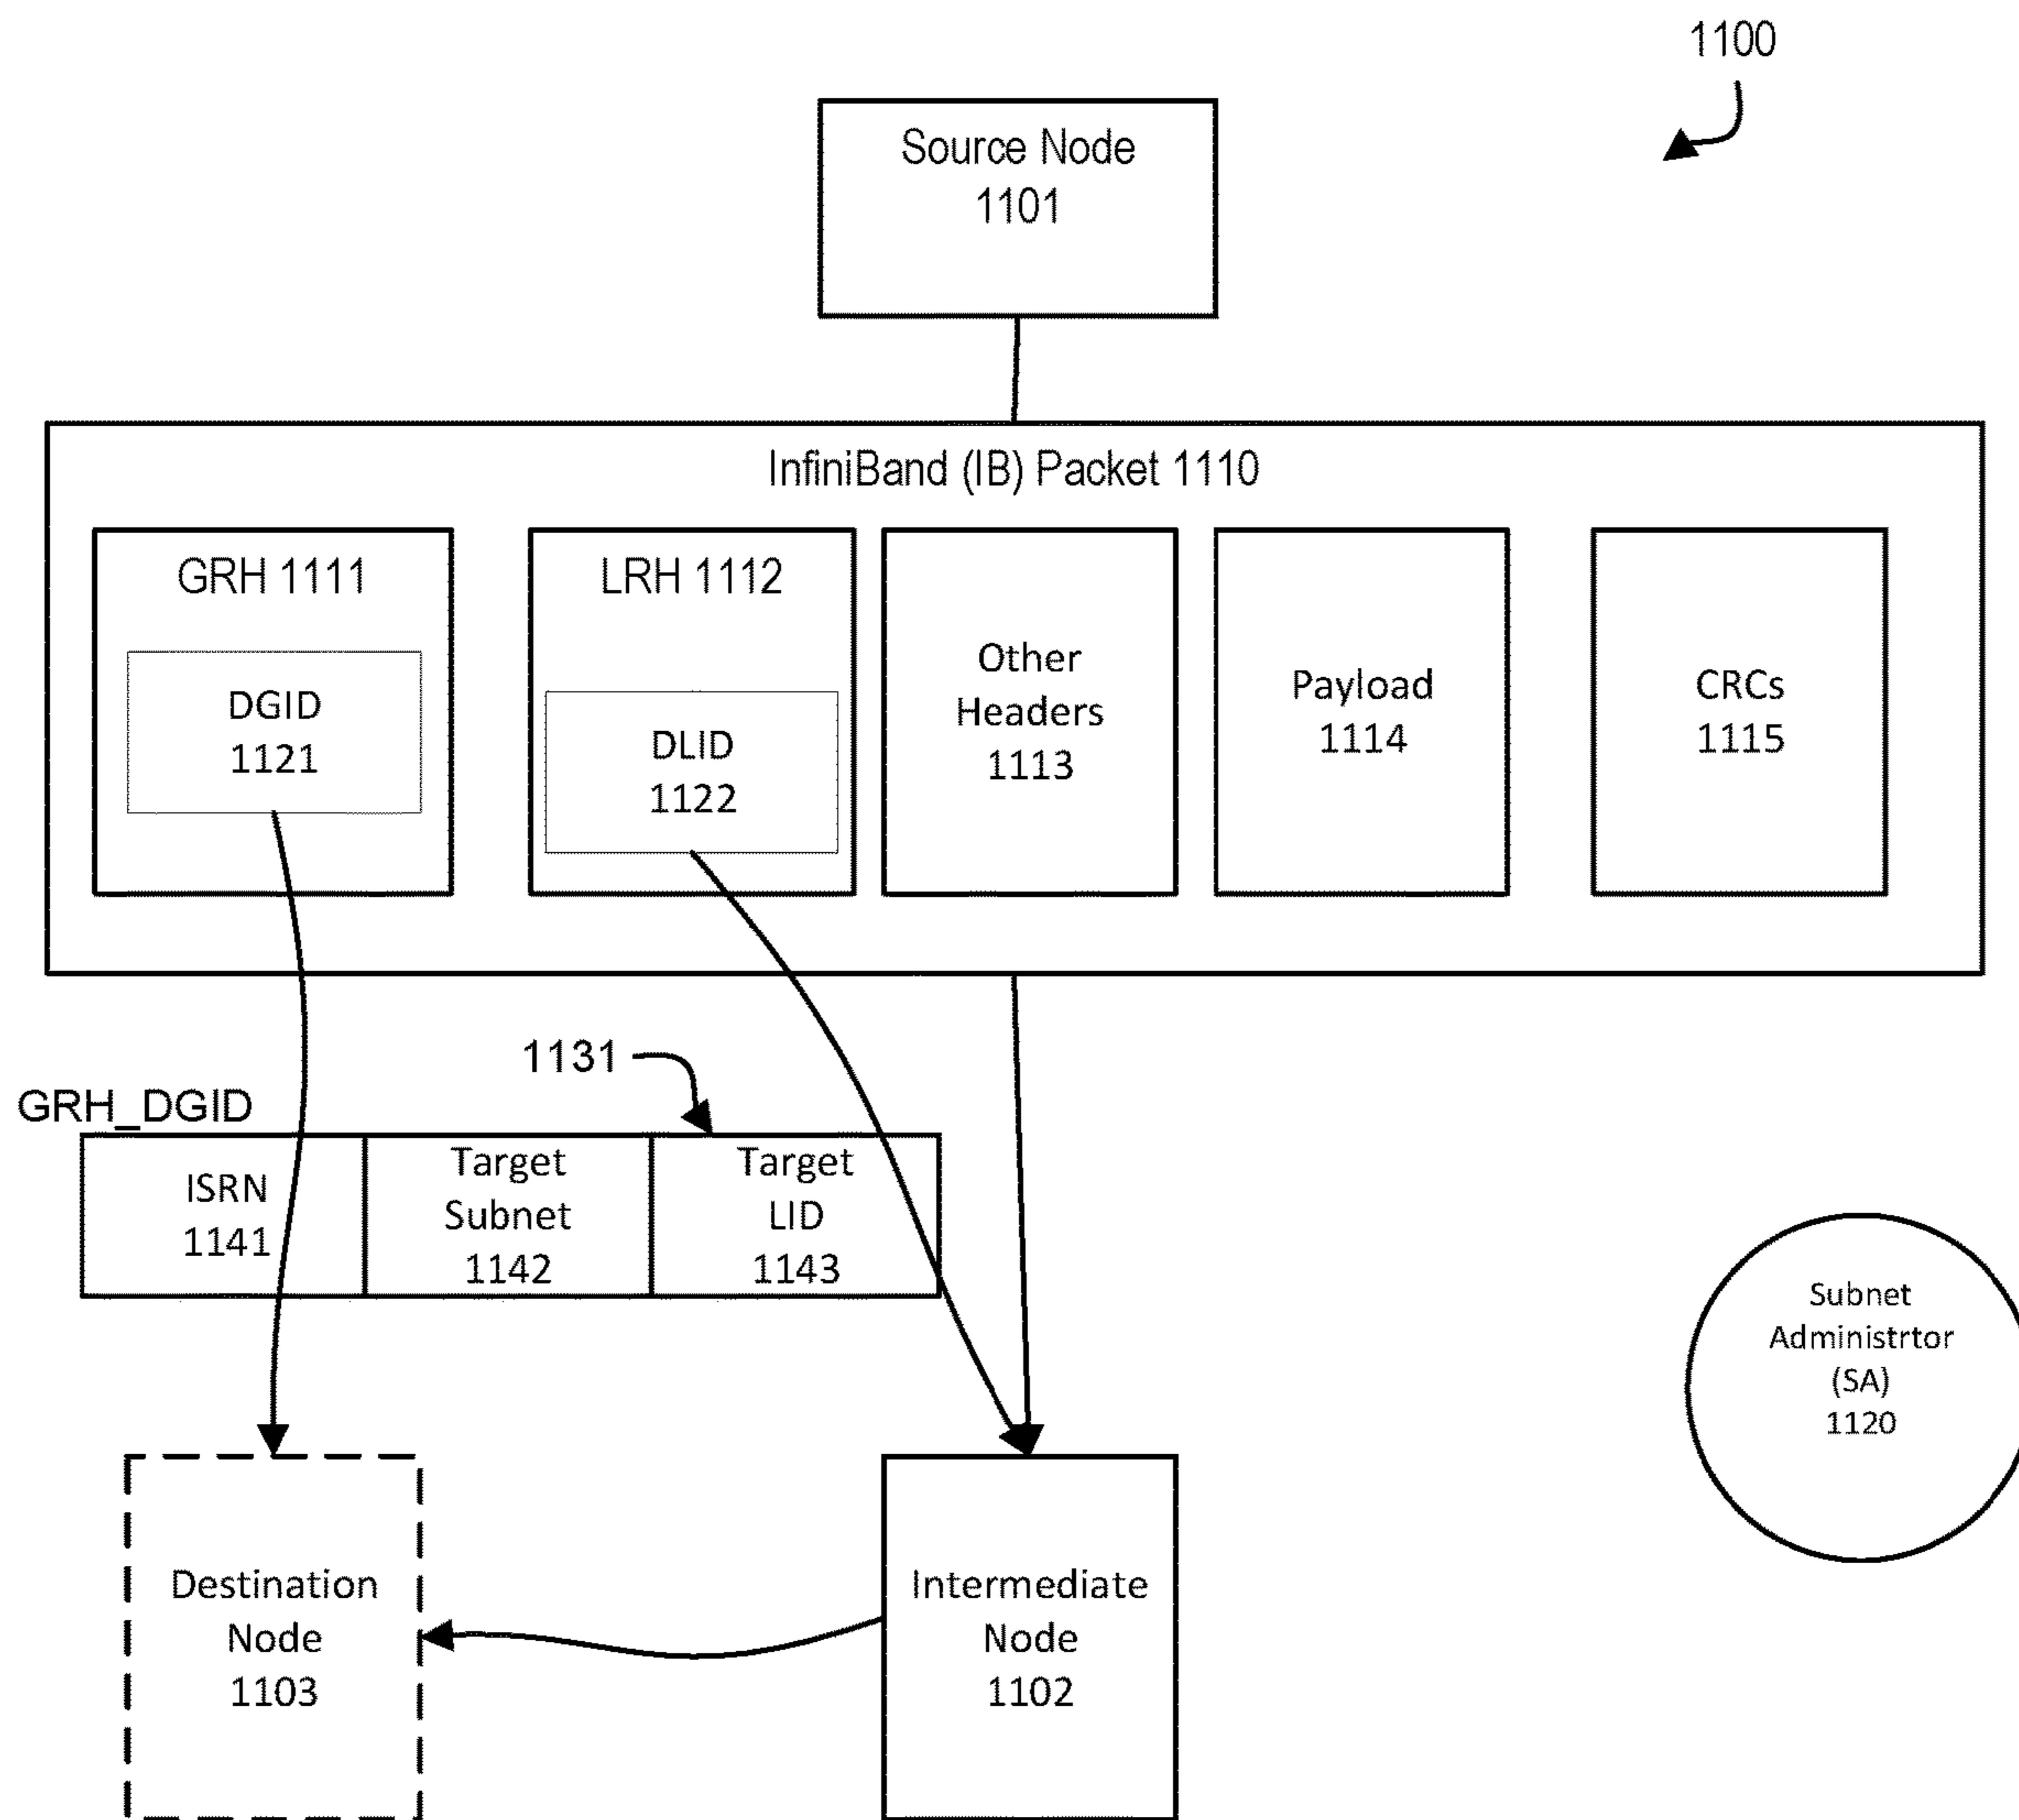 1100
Source Node
1101
InfiniBand (IB) Packet 1110
GRH 1111
DGID
1121
LRH 1112
DLID
1122
Other
Headers
1113
Payload
1114
CRCs
1115
1131
GRH_DGID
ISRN
1141
Target
Subnet
1142
Target
LID
1143
Subnet
Administrtor
(SA)
1120
Destination
Node
1103
Intermediate
Node
1102